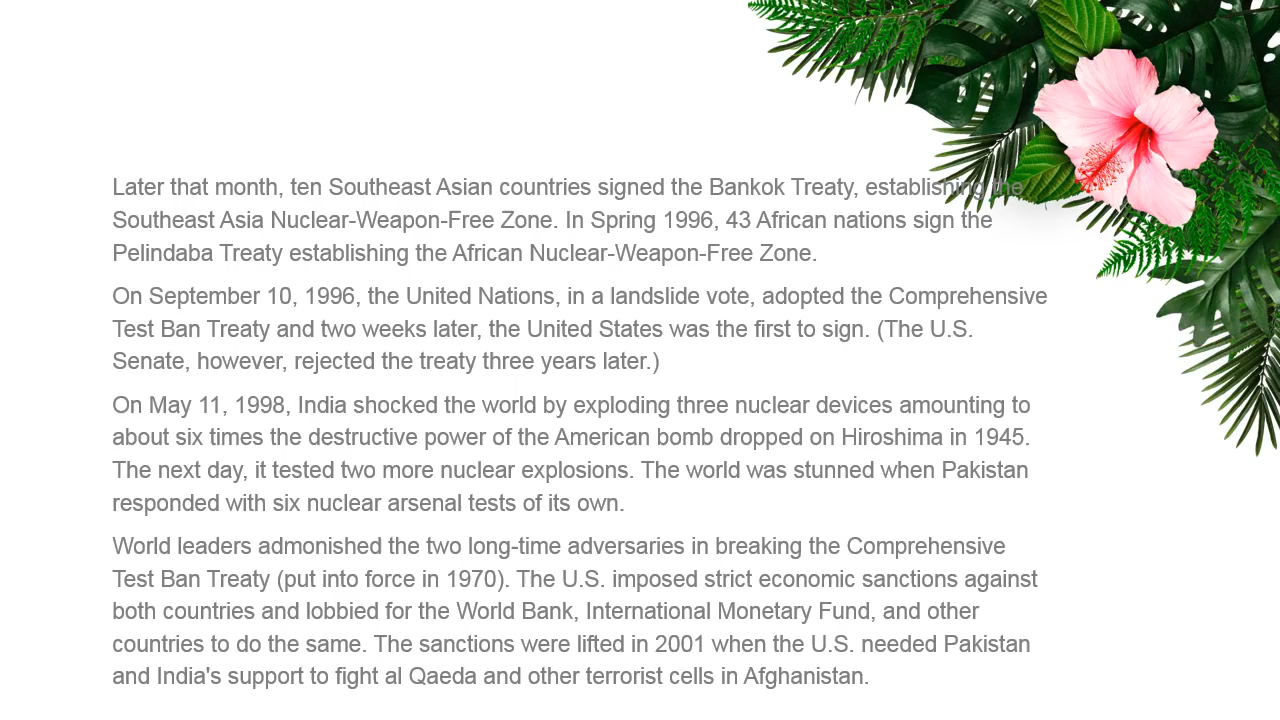 Later that month, ten Southeast Asian countries signed the Bankok Treaty, establishing the
Southeast Asia Nuclear-Weapon-Free Zone. In Spring 1996, 43 African nations sign the
Pelindaba Treaty establishing the African Nuclear-Weapon-Free Zone.
On September 10, 1996, the United Nations, in a landslide vote, adopted the Comprehensive
Test Ban Treaty and two weeks later, the United States was the first to sign. (The U.S.
Senate, however, rejected the treaty three years later.)
On May 11, 1998, India shocked the world by exploding three nuclear devices amounting to
about six times the destructive power of the American bomb dropped on Hiroshima in 1945.
The next day, it tested two more nuclear explosions. The world was stunned when Pakistan
responded with six nuclear arsenal tests of its own.
World leaders admonished the two long-time adversaries in breaking the Comprehensive
Test Ban Treaty (put into force in 1970). The U.S. imposed strict economic sanctions against
both countries and lobbied for the World Bank, International Monetary Fund, and other
countries to do the same. The sanctions were lifted in 2001 when the U.S. needed Pakistan
and India's support to fight al Qaeda and other terrorist cells in Afghanistan.